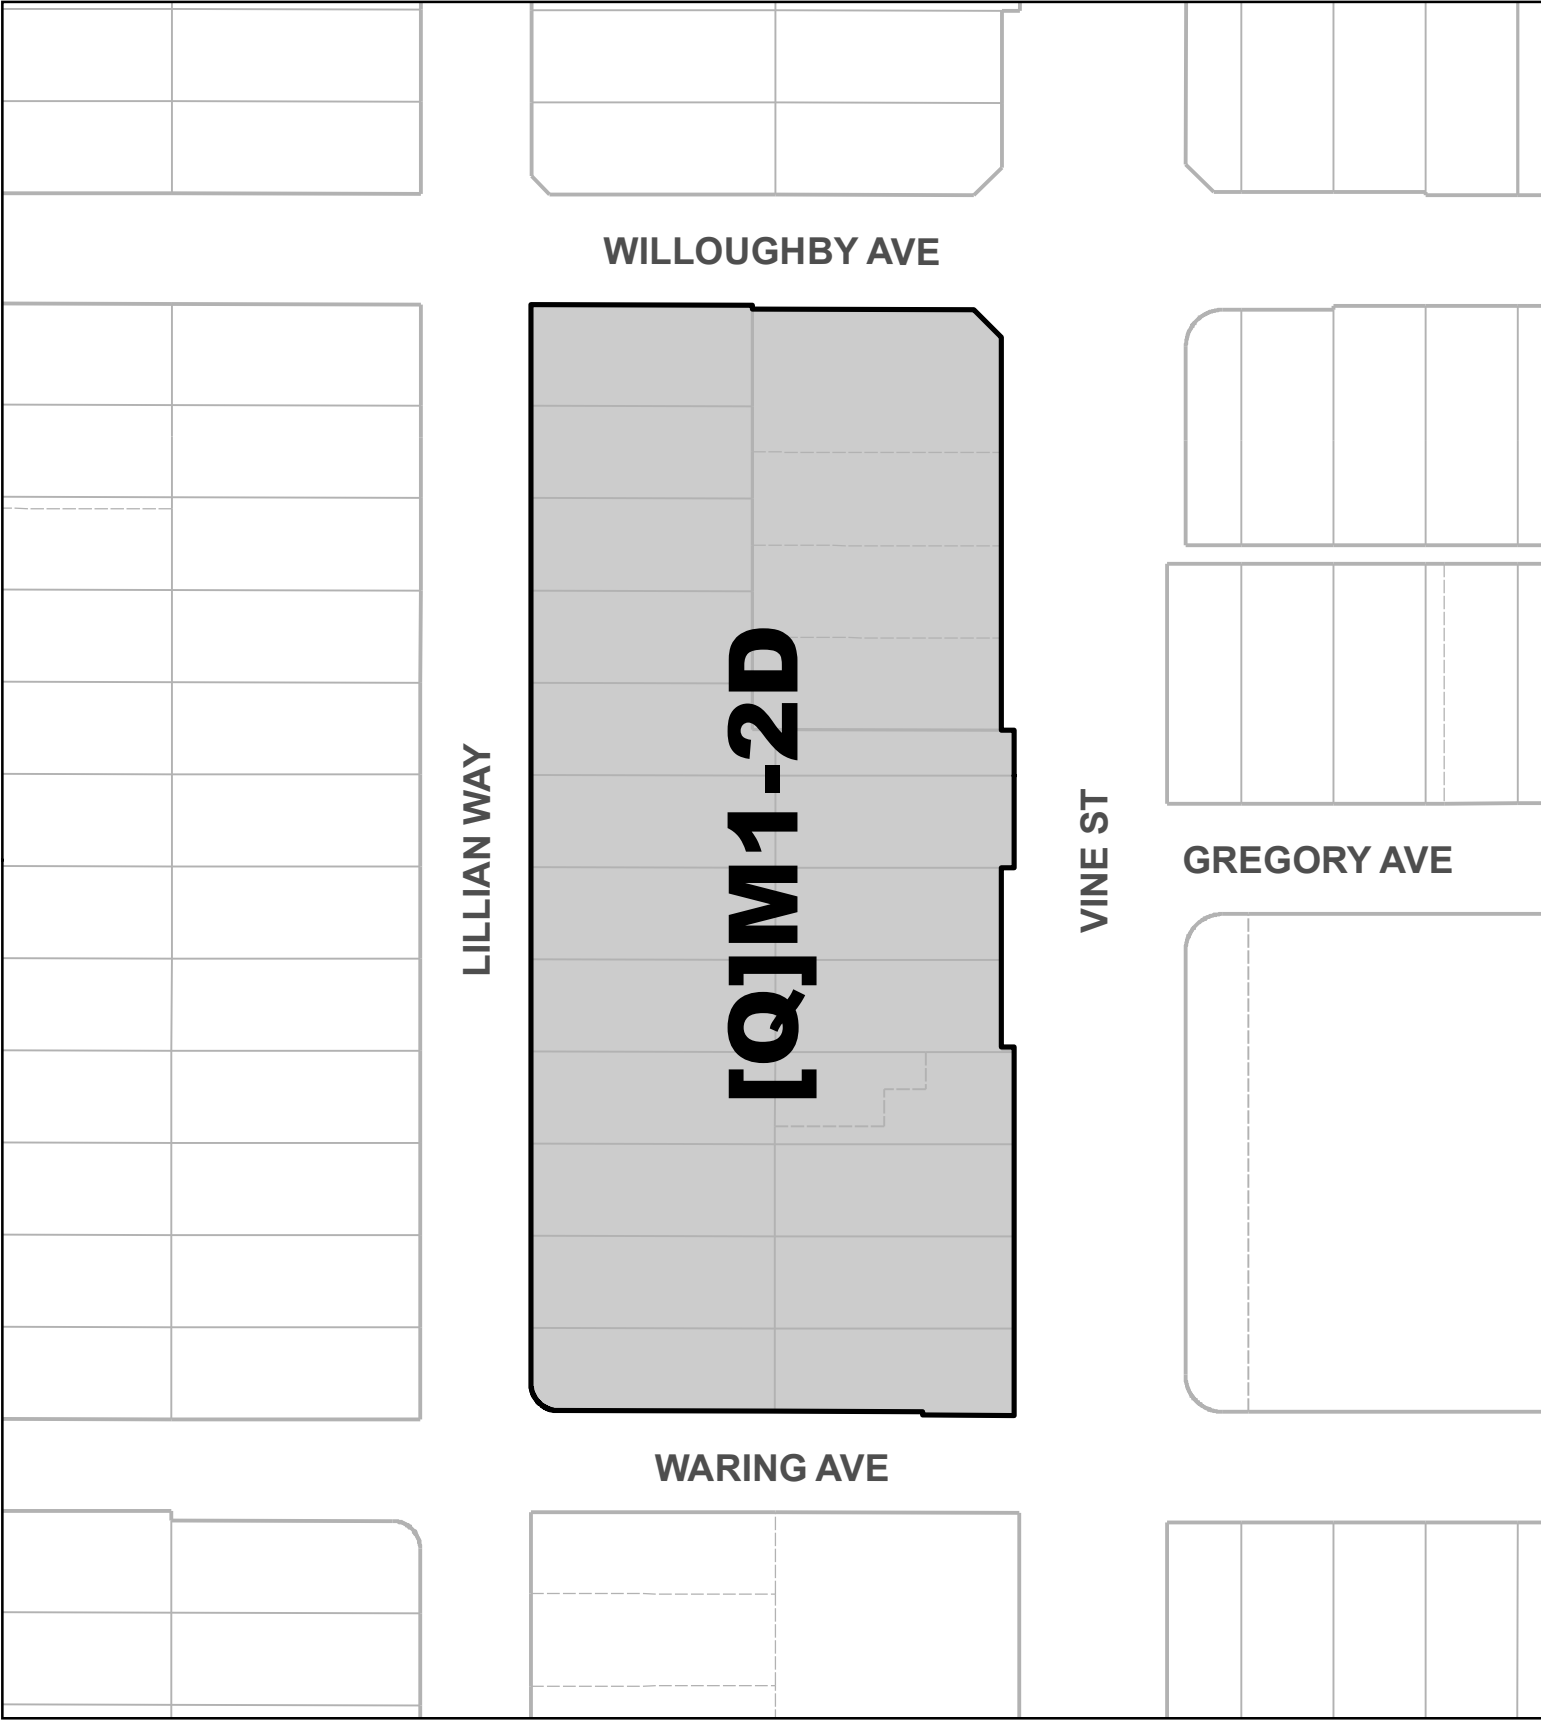 WILLOUGHBY AVE
LILLIAN WAY
[Q]M1-2D
VINE ST
GREGORY AVE
WARING AVE